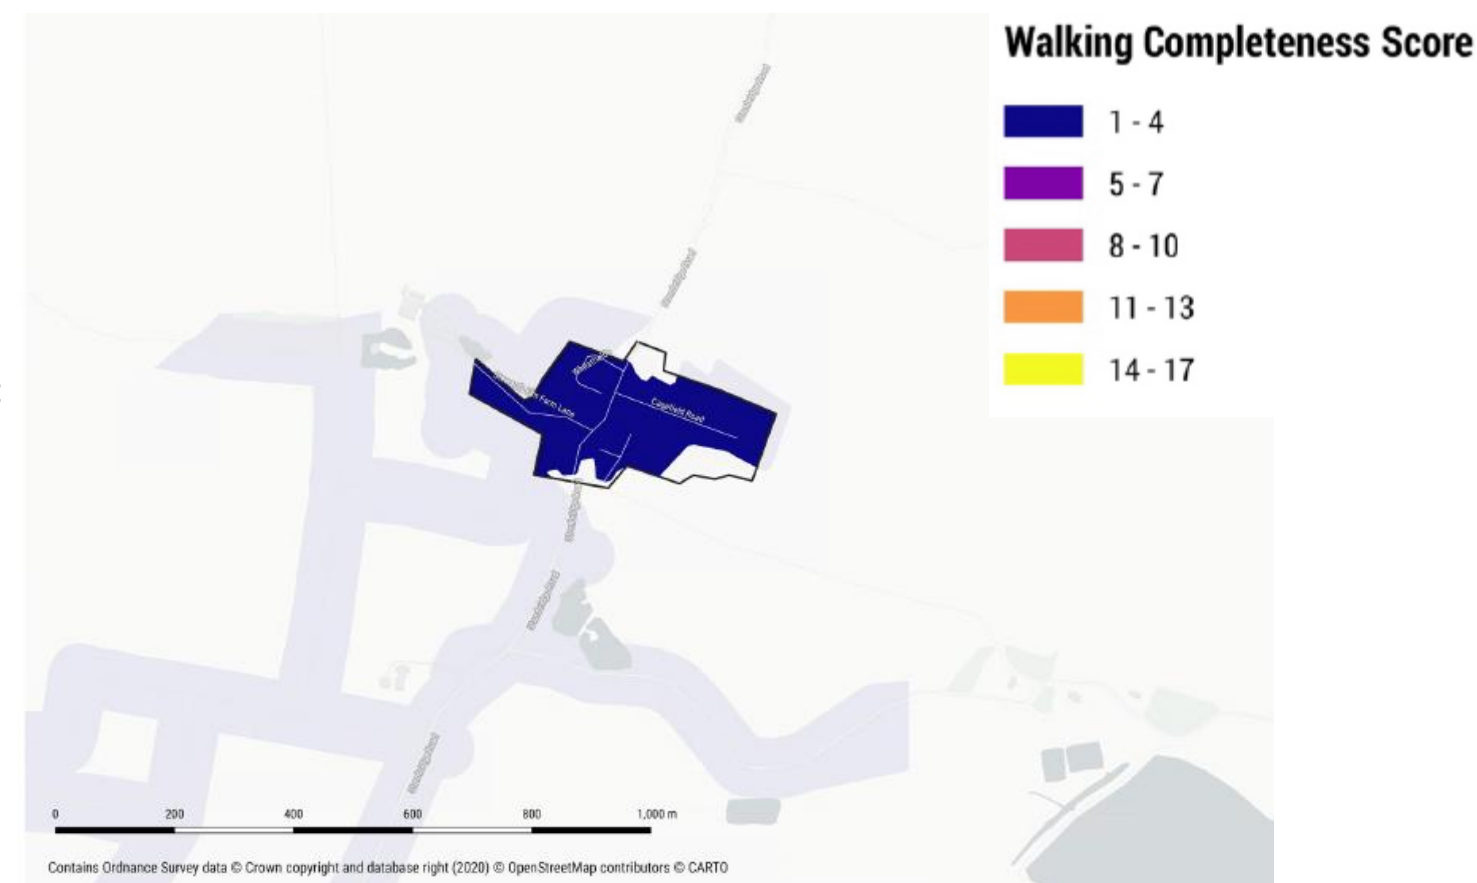 Walking Completeness Score
1 - 4
5 - 7
8 - 10
11 - 13
14 - 17
Cagefield Road
Farm Lane
0 200 400 600 800 1,000 m
Contains Ordnance Survey data © Crown copyright and database right (2020) © OpenStreetMap contributors © CARTO